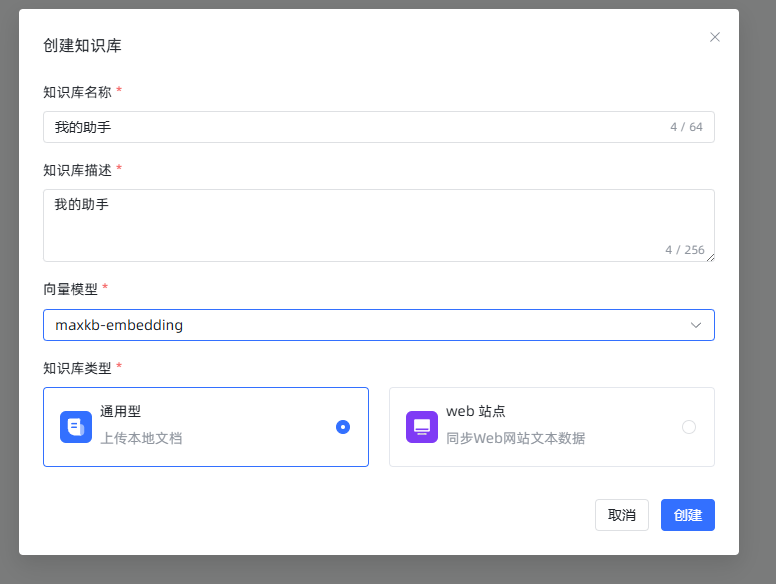 创建知识库
知识库名称 *
我的助手 4 / 64
知识库描述 *
我的助手
4 / 256
向量模型 *
maxkb-embedding
知识库类型 *
通用型
上传本地文档
web 站点
同步Web网站文本数据
取消 创建